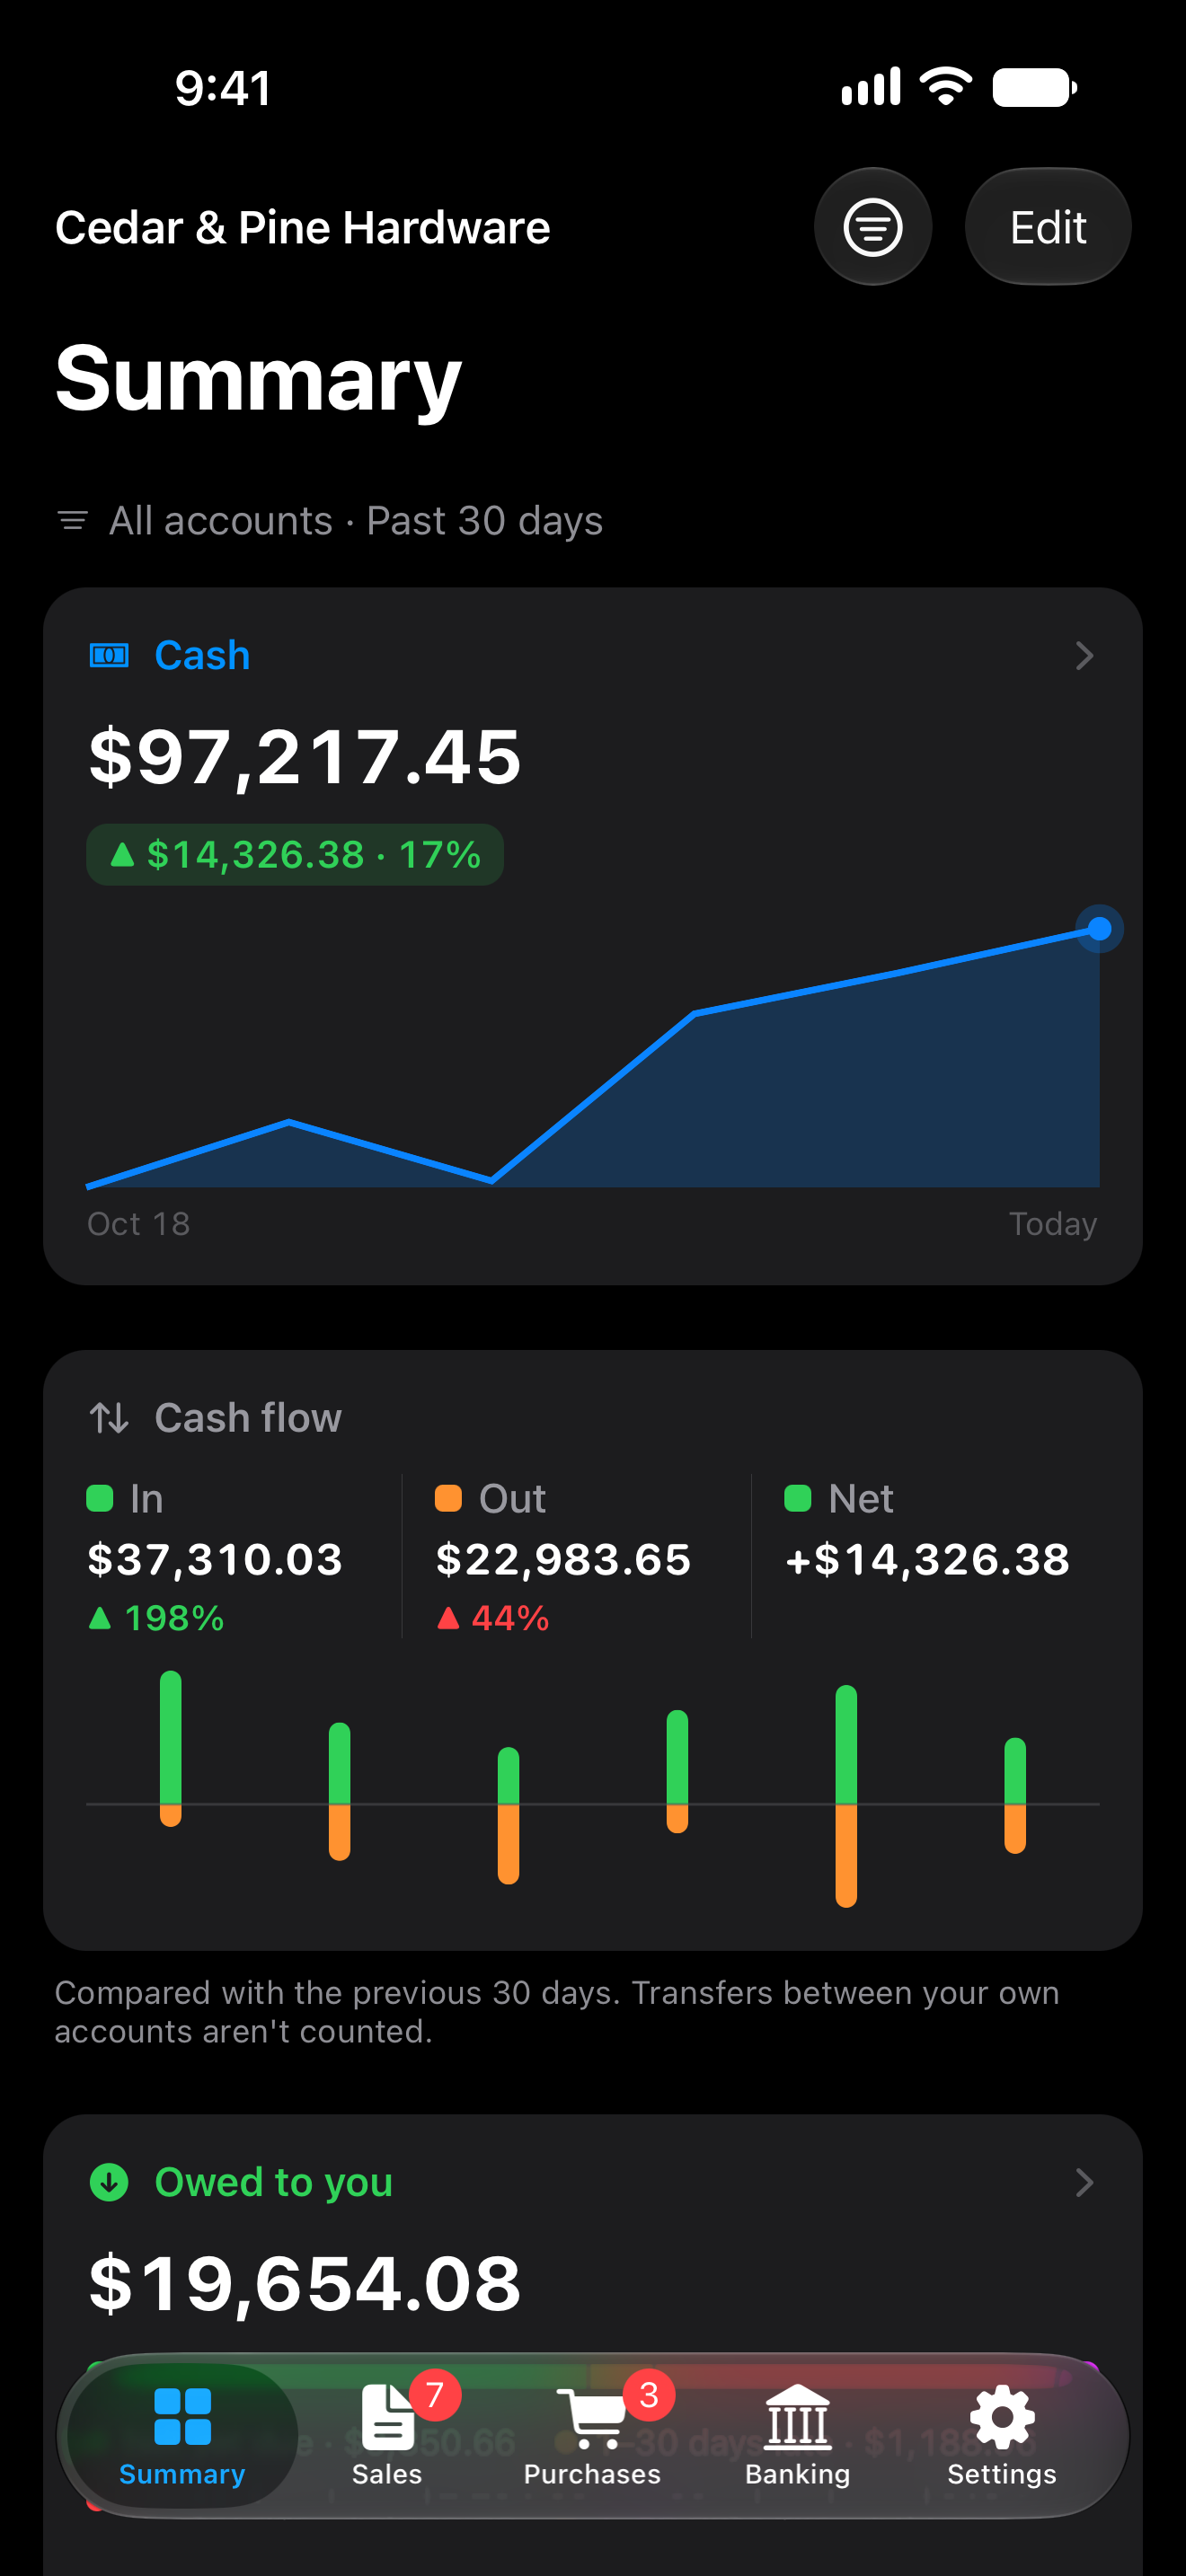 9:41
Cedar & Pine Hardware
Edit
Summary
All accounts · Past 30 days
Cash
$97,217.45
▲ $14,326.38 · 17%
Oct 18
Today
Cash flow
In
Out
Net
$37,310.03
$22,983.65
+$14,326.38
▲ 198%
▲ 44%
Compared with the previous 30 days. Transfers between your own
accounts aren't counted.
Owed to you
$19,654.08
7
3
Summary
Sales
Purchases
Banking
Settings